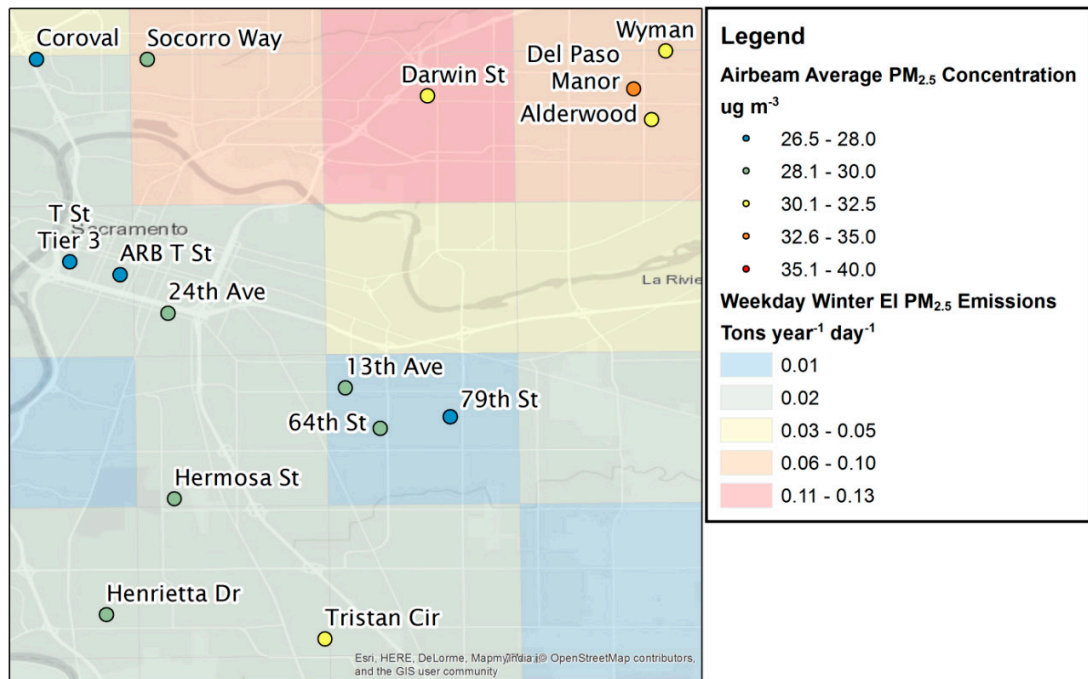 Coroval
Socorro Way
Wyman
Del Paso
Manor
Darwin St
Alderwood
T St
Sacramento
Tier 3
ARB T St
24th Ave
La Rivie
13th Ave
79th St
64th St
Hermosa St
Henrietta Dr
Tristan Cir
Esri, HERE, DeLorme, MapmyIndia, © OpenStreetMap contributors,
and the GIS user community
Legend
Airbeam Average PM2.5 Concentration
ug m-3
26.5 - 28.0
28.1 - 30.0
30.1 - 32.5
32.6 - 35.0
35.1 - 40.0
Weekday Winter EI PM2.5 Emissions
Tons year-1 day-1
0.01
0.02
0.03 - 0.05
0.06 - 0.10
0.11 - 0.13